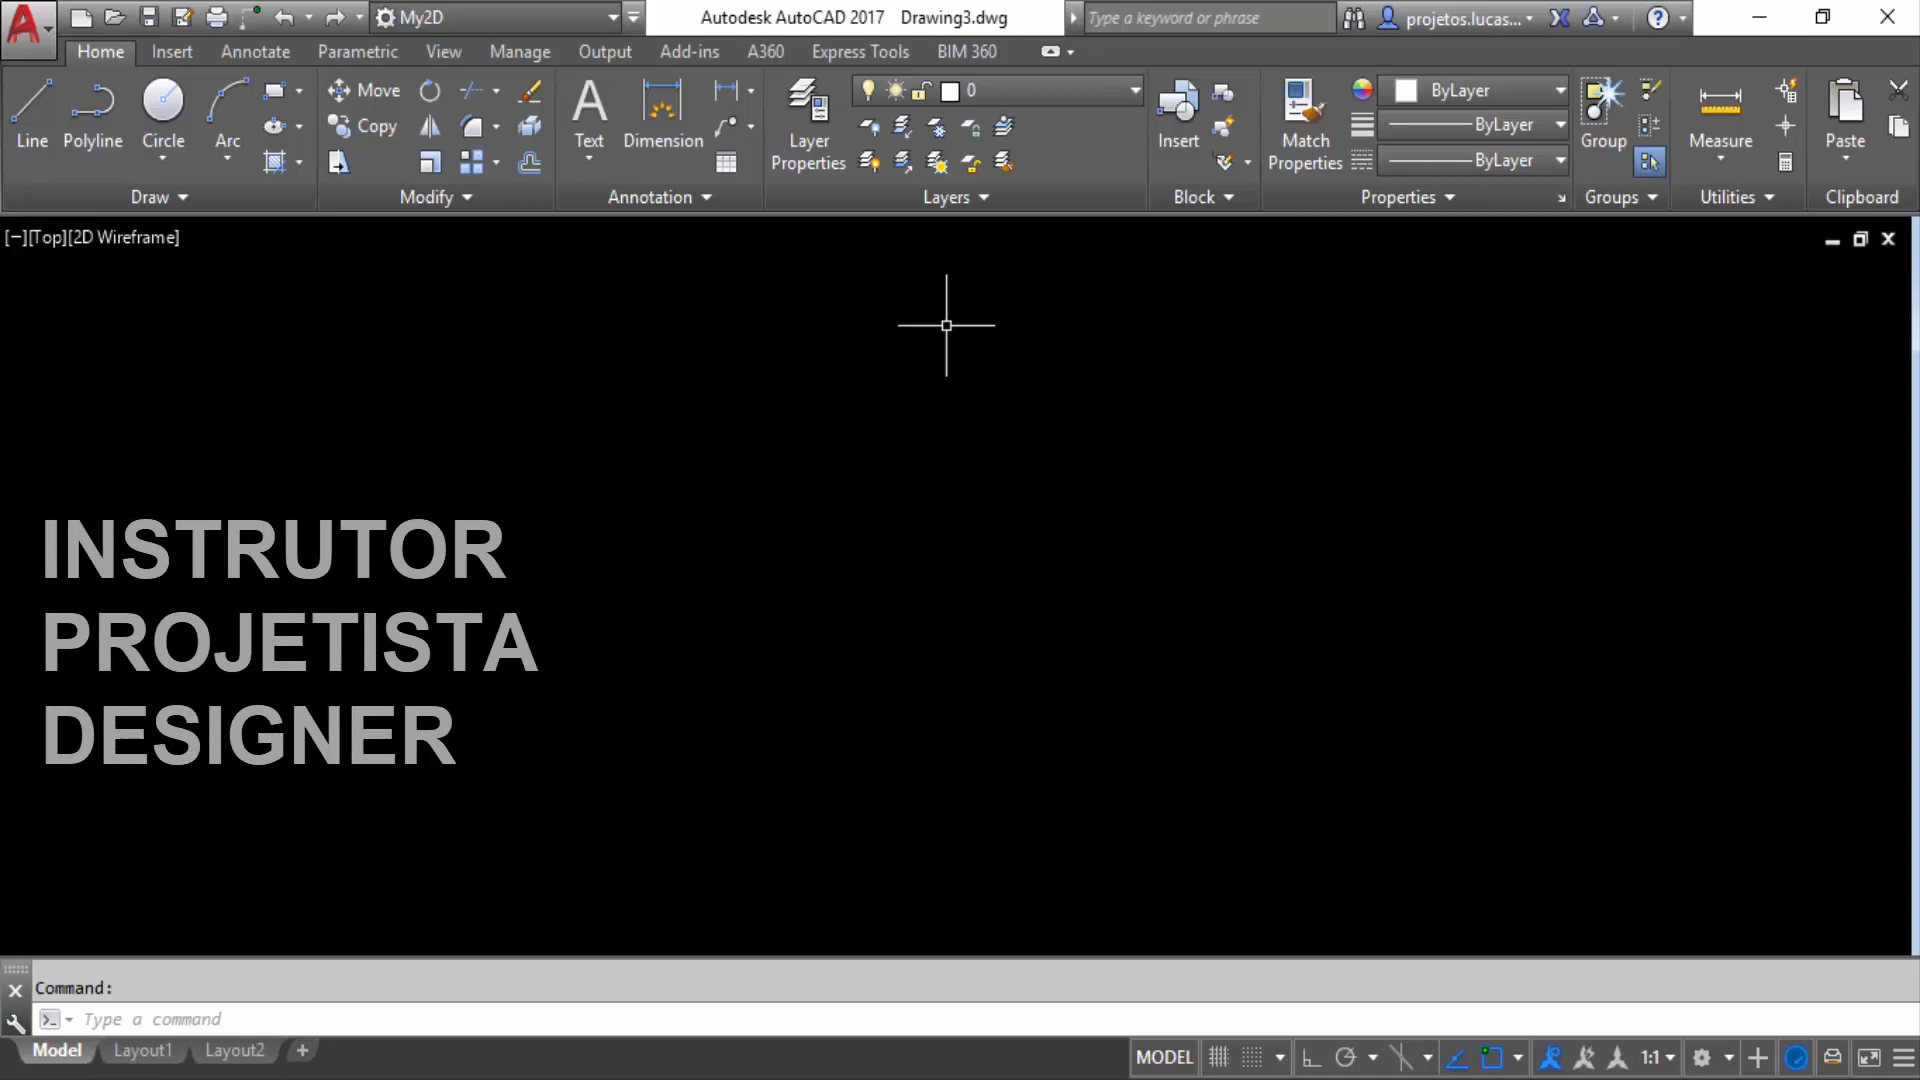 My2D
Autodesk AutoCAD 2017 Drawing3.dwg
Type a keyword or phrase
projetos.lucas...
Home Insert Annotate Parametric View Manage Output Add-ins A360 Express Tools BIM 360
Line Polyline Circle Arc
Move
Copy
Text Dimension
Layer Properties
0
Insert
Match Properties
ByLayer
ByLayer
ByLayer
Group
Measure
Paste
Draw Modify Annotation Layers Block Properties Groups Utilities Clipboard
[−][Top][2D Wireframe]
INSTRUTOR
PROJETISTA
DESIGNER
Command:
Type a command
Model Layout1 Layout2 +
MODEL 1:1